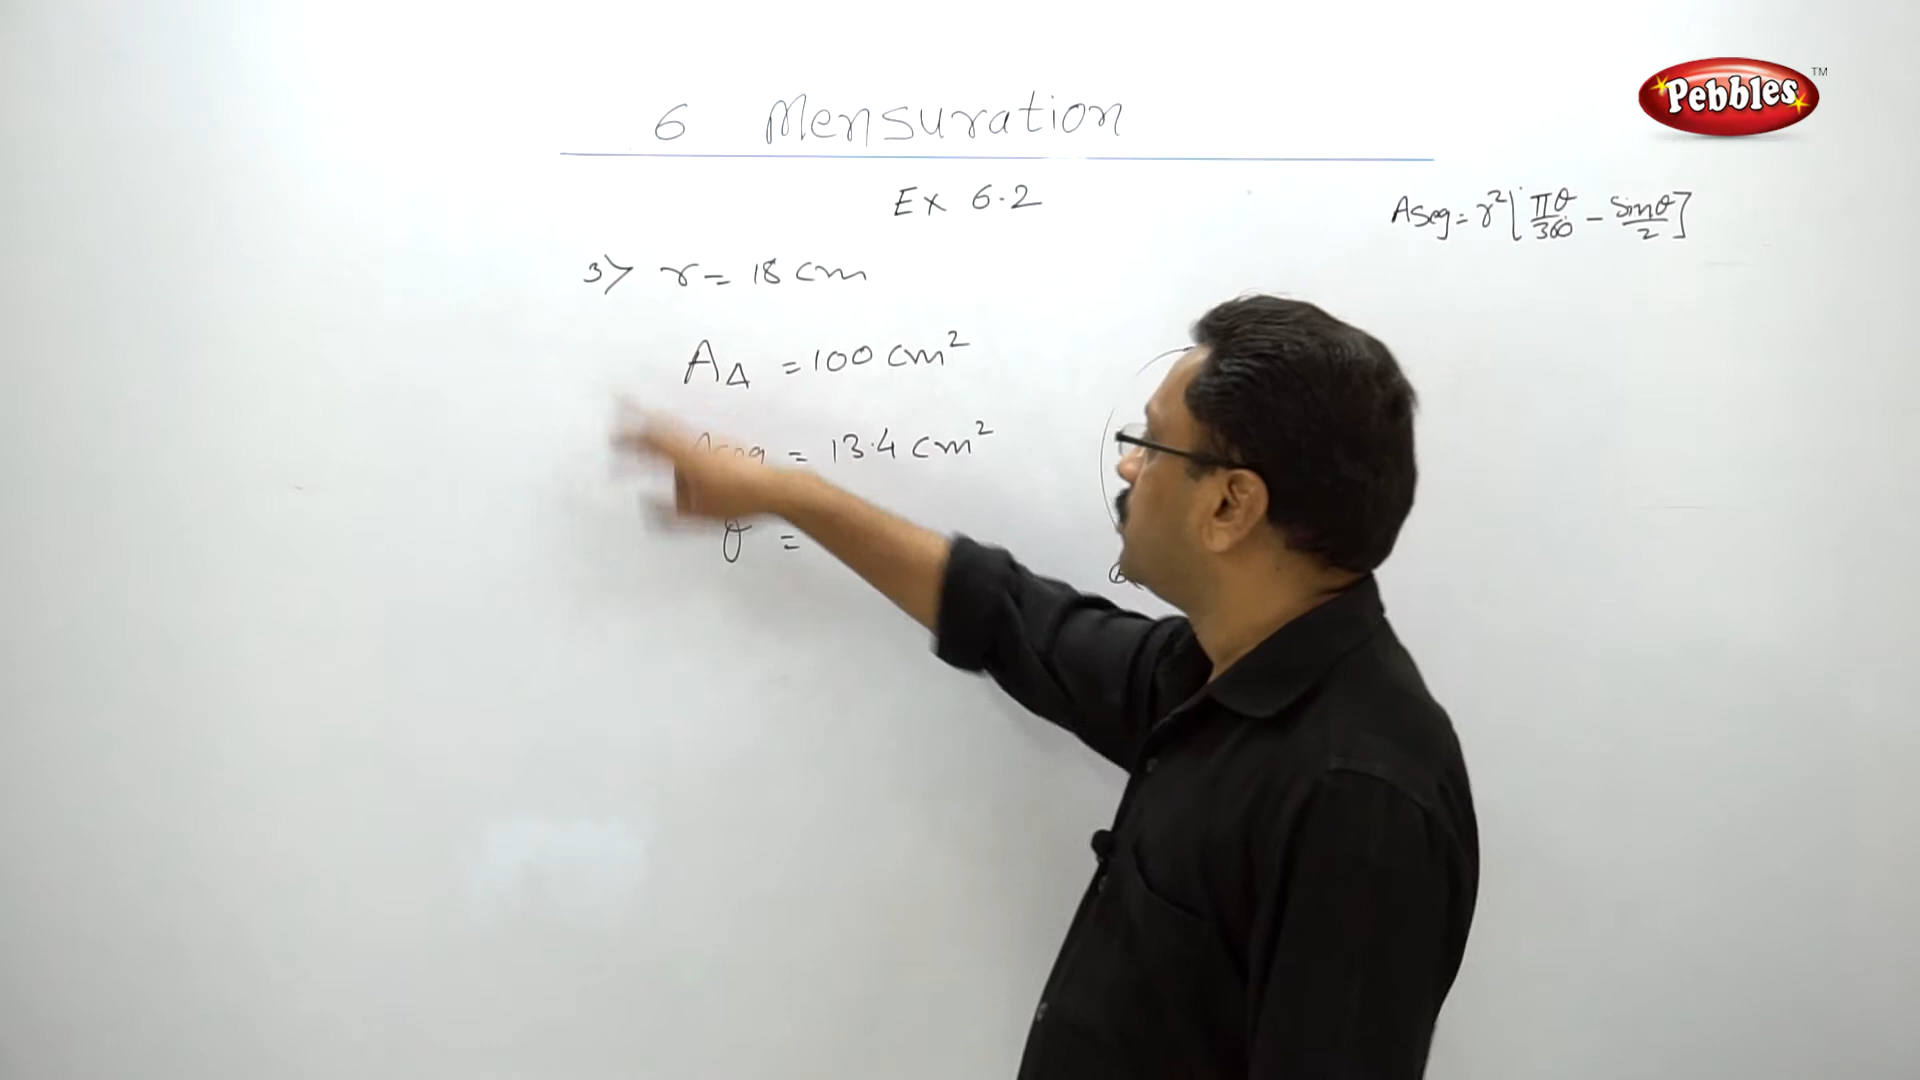 Pebbles™
6 Mensuration
Ex 6.2
Aseg = r²[πθ/360 - sinθ/2]
3) r = 18 cm
A△ = 100 cm²
= 13.4 cm²
θ =